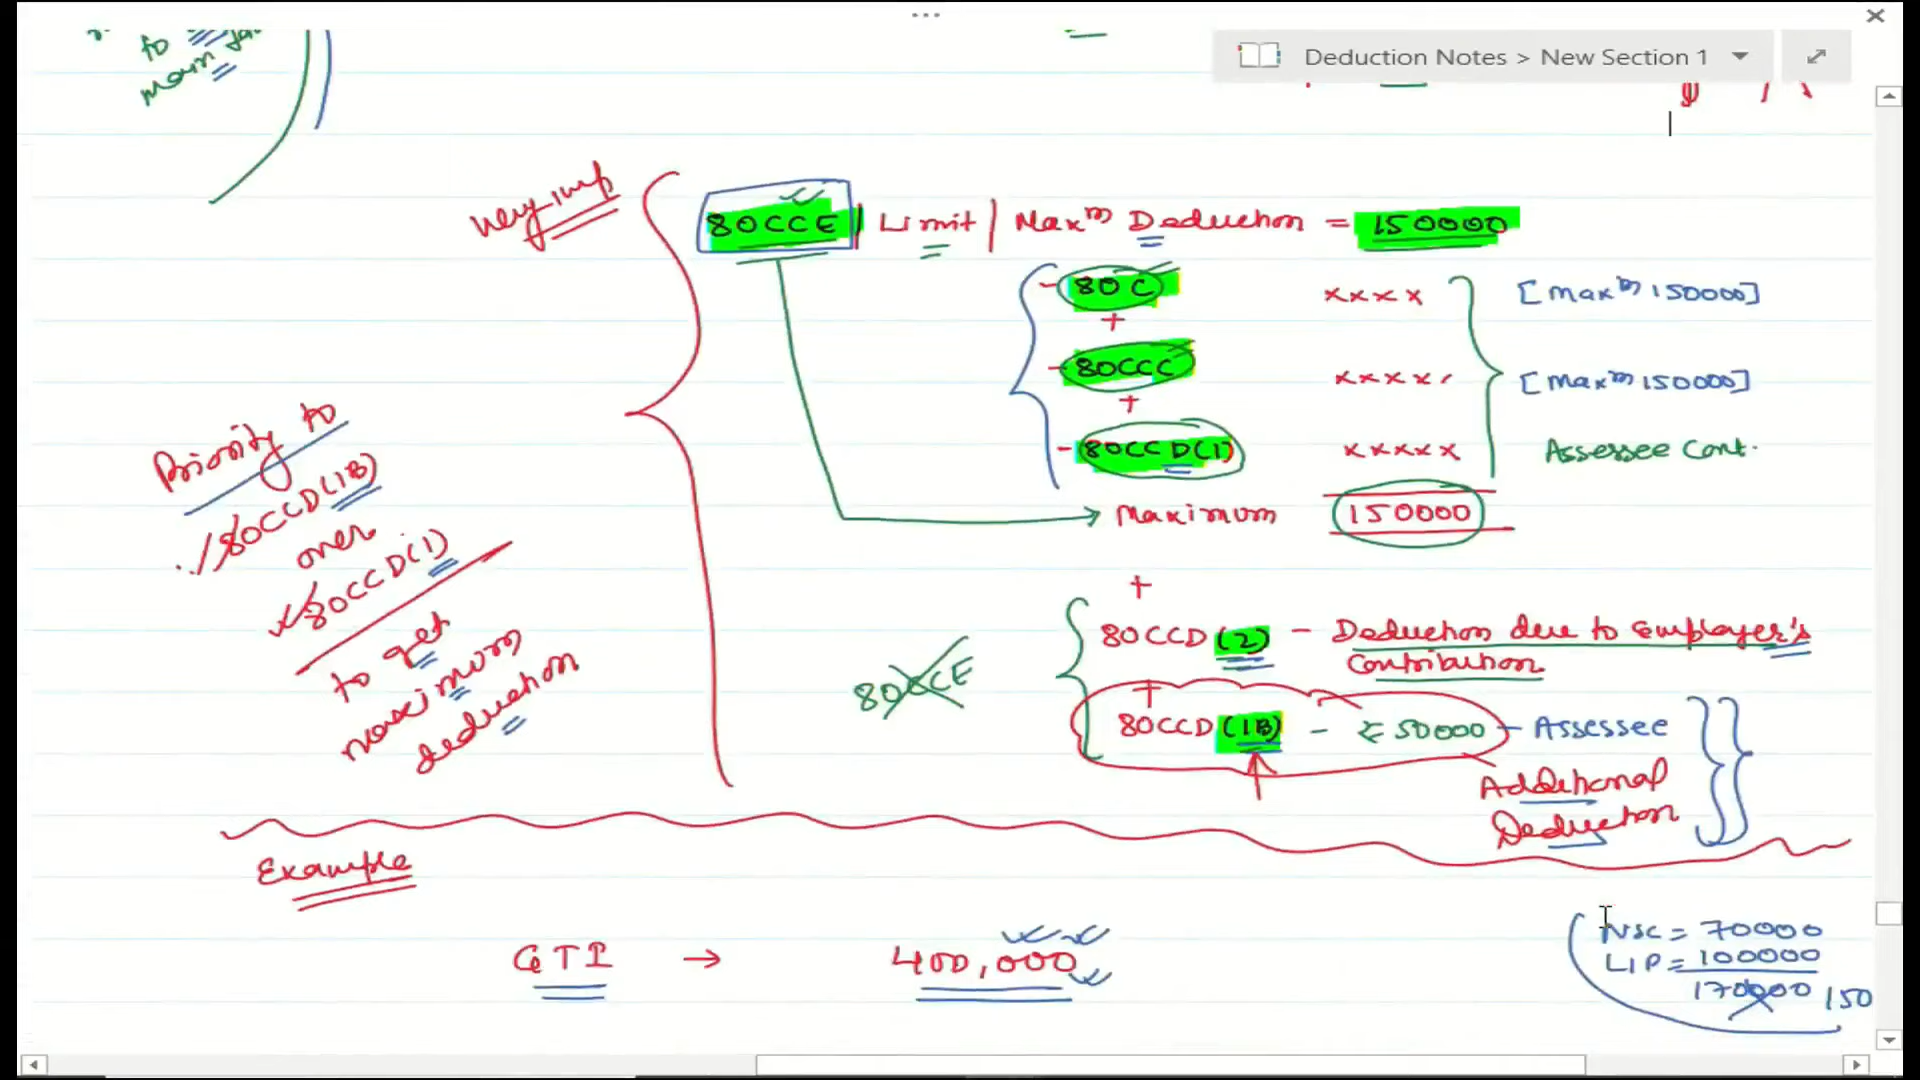 Deduction Notes > New Section 1
to
main
Very imp
80CCE | Limit | Maxᵐ Deduction = 150000
- 80C xxxx [Maxᵐ 150000]
+
- 80CCC xxxx [Maxᵐ 150000]
+
- 80CCD(1) xxxxx Assessee Cont.
Maximum 150000
Priority to
80CCD(1B)
over
80CCD(1)
to get
maximum
deduction
+
80CCD(2) - Deduction due to Employer's
Contribution
80CCE
+
80CCD(1B) - ≤ 50000 - Assessee
Additional
Deduction
Example
GTI → 400,000
NSC = 70000
LIP = 100000
170000 150